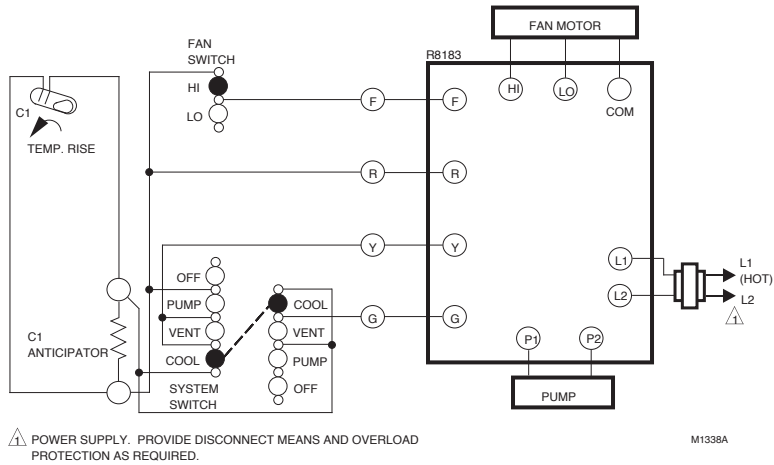 FAN MOTOR
FAN
SWITCH
R8183
HI
LO
HI
LO
COM
C1
TEMP. RISE
F
F
R
R
Y
Y
L1
L1
(HOT)
L2
L2
1
OFF
PUMP
VENT
COOL
COOL
VENT
PUMP
OFF
G
G
C1
ANTICIPATOR
SYSTEM
SWITCH
P1
P2
PUMP
1 POWER SUPPLY. PROVIDE DISCONNECT MEANS AND OVERLOAD
PROTECTION AS REQUIRED.
M1338A